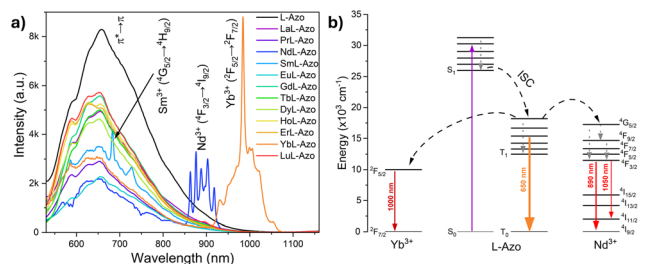 a)
Intensity (a.u.)
8k
6k
4k
2k
0
600
700
800
900
1000
1100
Wavelength (nm)
π*→π
Sm³⁺ (⁴G₅/₂→⁴H₉/₂)
Nd³⁺ (⁴F₃/₂→⁴I₉/₂)
Yb³⁺ (²F₅/₂→²F₇/₂)
L-Azo
LaL-Azo
PrL-Azo
NdL-Azo
SmL-Azo
EuL-Azo
GdL-Azo
TbL-Azo
DyL-Azo
HoL-Azo
ErL-Azo
YbL-Azo
LuL-Azo
b)
Energy (x10³ cm⁻¹)
35
30
25
20
15
10
5
0
S₁
ISC
T₁
²F₅/₂
1000 nm
²F₇/₂
Yb³⁺
S₀
650 nm
T₀
L-Azo
⁴G₅/₂
⁴F₉/₂
⁴F₇/₂
⁴F₅/₂
⁴F₃/₂
890 nm
1050 nm
⁴I₁₅/₂
⁴I₁₃/₂
⁴I₁₁/₂
⁴I₉/₂
Nd³⁺